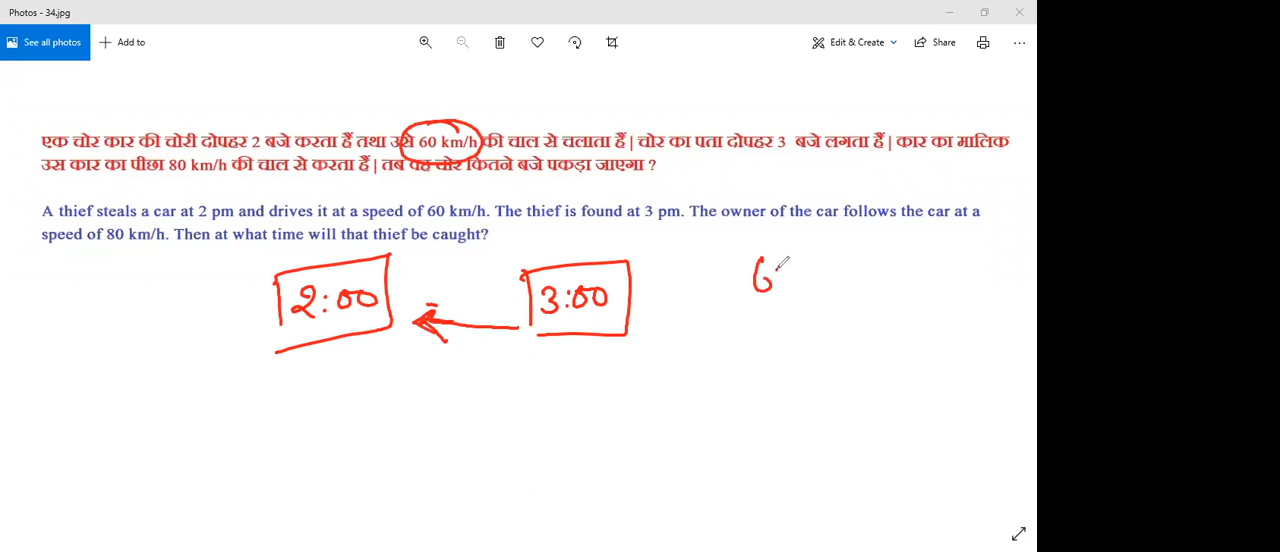 Photos - 34.jpg
See all photos
Add to
Edit & Create
Share
एक चोर कार की चोरी दोपहर 2 बजे करता हैं तथा उसे 60 km/h की चाल से चलाता हैं | चोर का पता दोपहर 3 बजे लगता हैं | कार का मालिक
उस कार का पीछा 80 km/h की चाल से करता हैं | तब वह चोर कितने बजे पकड़ा जाएगा ?
A thief steals a car at 2 pm and drives it at a speed of 60 km/h. The thief is found at 3 pm. The owner of the car follows the car at a
speed of 80 km/h. Then at what time will that thief be caught?
2:00
3:00
6